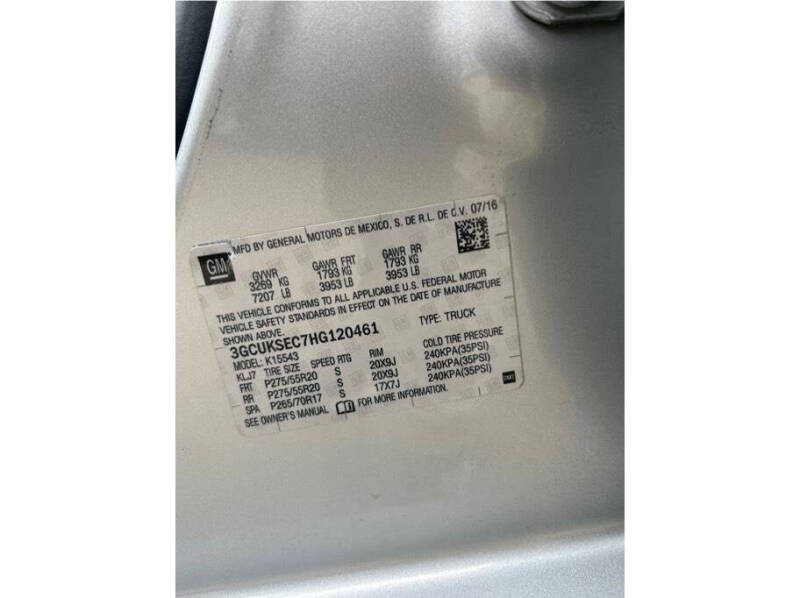 MFD BY GENERAL MOTORS DE MEXICO, S. DE R.L. DE C.V. 07/16
GM
GVWR GAWR FRT GAWR RR
3269 KG 1793 KG 1793 KG
7207 LB 3953 LB 3953 LB
THIS VEHICLE CONFORMS TO ALL APPLICABLE U.S. FEDERAL MOTOR
VEHICLE SAFETY STANDARDS IN EFFECT ON THE DATE OF MANUFACTURE
SHOWN ABOVE.
3GCUKSEC7HG120461 TYPE: TRUCK
MODEL: K15543
KLJ7 TIRE SIZE SPEED RTG RIM COLD TIRE PRESSURE
FRT P275/55R20 S 20X9J 240KPA(35PSI)
RR P275/55R20 S 20X9J 240KPA(35PSI)
SPA P265/70R17 S 17X7J 240KPA(35PSI)
SEE OWNER'S MANUAL FOR MORE INFORMATION.